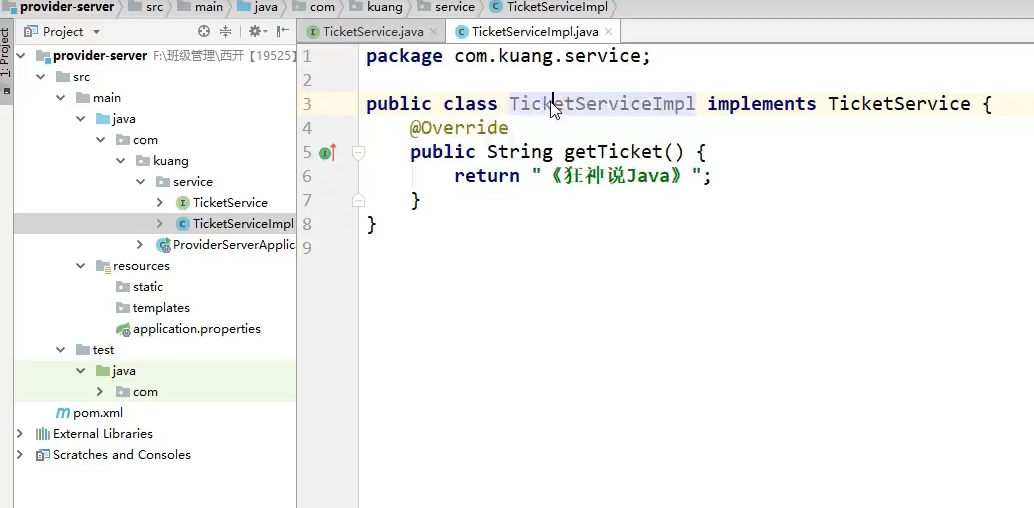 provider-server src main java com kuang service TicketServiceImpl
Project
TicketService.java TicketServiceImpl.java
1: Project
provider-server F:\班级管理\西开【19525】
src
main
java
com
kuang
service
TicketService
TicketServiceImpl
ProviderServerApplic
resources
static
templates
application.properties
test
java
com
pom.xml
External Libraries
Scratches and Consoles
1 package com.kuang.service;
2
3 public class TicketServiceImpl implements TicketService {
4 @Override
5 public String getTicket() {
6 return "《狂神说Java》";
7 }
8 }
9